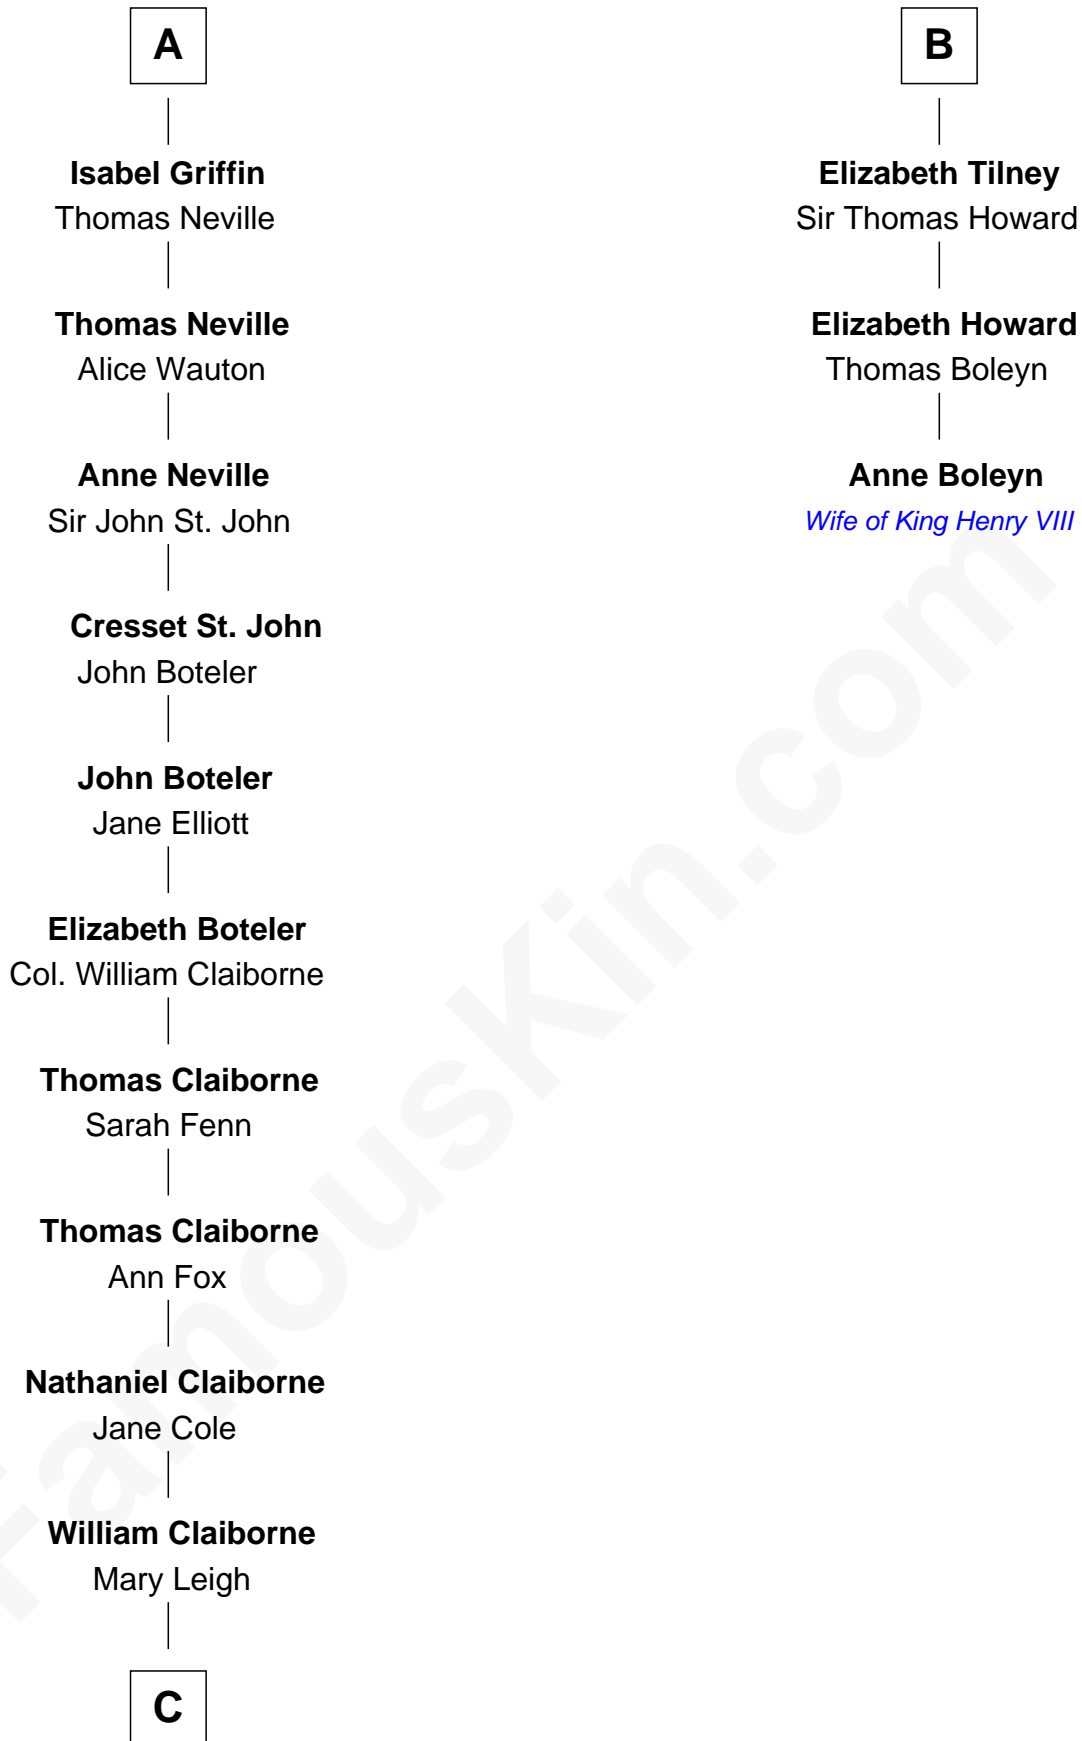 A
Isabel Griffin
Thomas Neville
Thomas Neville
Alice Wauton
Anne Neville
Sir John St. John
Cresset St. John
John Boteler
John Boteler
Jane Elliott
Elizabeth Boteler
Col. William Claiborne
Thomas Claiborne
Sarah Fenn
Thomas Claiborne
Ann Fox
Nathaniel Claiborne
Jane Cole
William Claiborne
Mary Leigh
C
B
Elizabeth Tilney
Sir Thomas Howard
Elizabeth Howard
Thomas Boleyn
Anne Boleyn
Wife of King Henry VIII
FamousKin.com